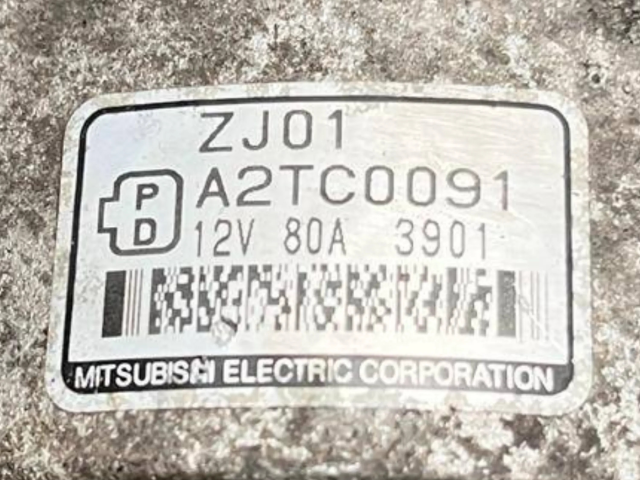 ZJ01
P A2TC0091
D 12V 80A 3901
MITSUBISHI ELECTRIC CORPORATION